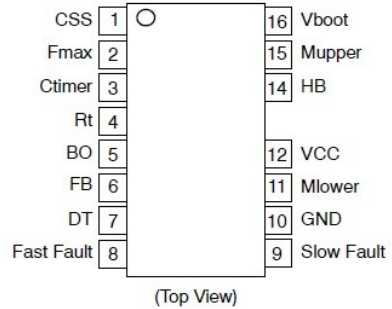 CSS 1 16 Vboot
Fmax 2 15 Mupper
Ctimer 3 14 HB
Rt 4
BO 5 12 VCC
FB 6 11 Mlower
DT 7 10 GND
Fast Fault 8 9 Slow Fault
(Top View)